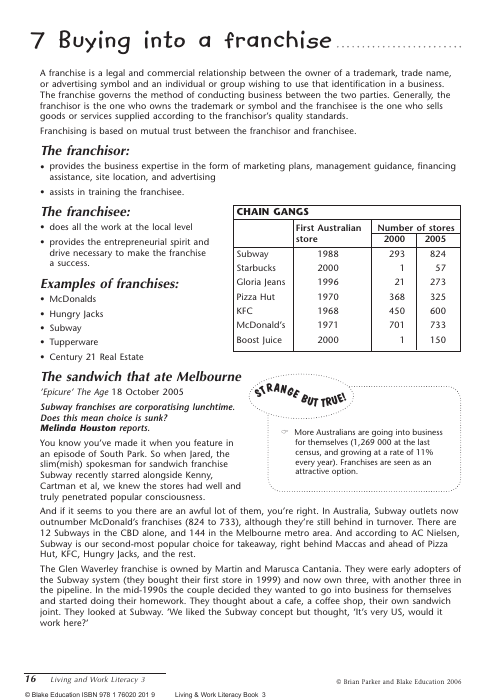 7 Buying into a franchise
A franchise is a legal and commercial relationship between the owner of a trademark, trade name,
or advertising symbol and an individual or group wishing to use that identification in a business.
The franchise governs the method of conducting business between the two parties. Generally, the
franchisor is the one who owns the trademark or symbol and the franchisee is the one who sells
goods or services supplied according to the franchisor's quality standards.
Franchising is based on mutual trust between the franchisor and franchisee.
The franchisor:
• provides the business expertise in the form of marketing plans, management guidance, financing
assistance, site location, and advertising
• assists in training the franchisee.
The franchisee:
• does all the work at the local level
• provides the entrepreneurial spirit and
drive necessary to make the franchise
a success.
Examples of franchises:
• McDonalds
• Hungry Jacks
• Subway
• Tupperware
• Century 21 Real Estate
CHAIN GANGS
First Australian Number of stores
store 2000 2005
Subway 1988 293 824
Starbucks 2000 1 57
Gloria Jeans 1996 21 273
Pizza Hut 1970 368 325
KFC 1968 450 600
McDonald's 1971 701 733
Boost Juice 2000 1 150
The sandwich that ate Melbourne
'Epicure' The Age 18 October 2005
Subway franchises are corporatising lunchtime.
Does this mean choice is sunk?
Melinda Houston reports.
You know you've made it when you feature in
an episode of South Park. So when Jared, the
slim(mish) spokesman for sandwich franchise
Subway recently starred alongside Kenny,
Cartman et al, we knew the stores had well and
truly penetrated popular consciousness.
STRANGE BUT TRUE!
☞ More Australians are going into business
for themselves (1,269 000 at the last
census, and growing at a rate of 11%
every year). Franchises are seen as an
attractive option.
And if it seems to you there are an awful lot of them, you're right. In Australia, Subway outlets now
outnumber McDonald's franchises (824 to 733), although they're still behind in turnover. There are
12 Subways in the CBD alone, and 144 in the Melbourne metro area. And according to AC Nielsen,
Subway is our second-most popular choice for takeaway, right behind Maccas and ahead of Pizza
Hut, KFC, Hungry Jacks, and the rest.
The Glen Waverley franchise is owned by Martin and Marusca Cantania. They were early adopters of
the Subway system (they bought their first store in 1999) and now own three, with another three in
the pipeline. In the mid-1990s the couple decided they wanted to go into business for themselves
and started doing their homework. They thought about a cafe, a coffee shop, their own sandwich
joint. They looked at Subway. 'We liked the Subway concept but thought, 'It's very US, would it
work here?'
16 Living and Work Literacy 3
© Brian Parker and Blake Education 2006
© Blake Education ISBN 978 1 76020 201 9 Living & Work Literacy Book 3